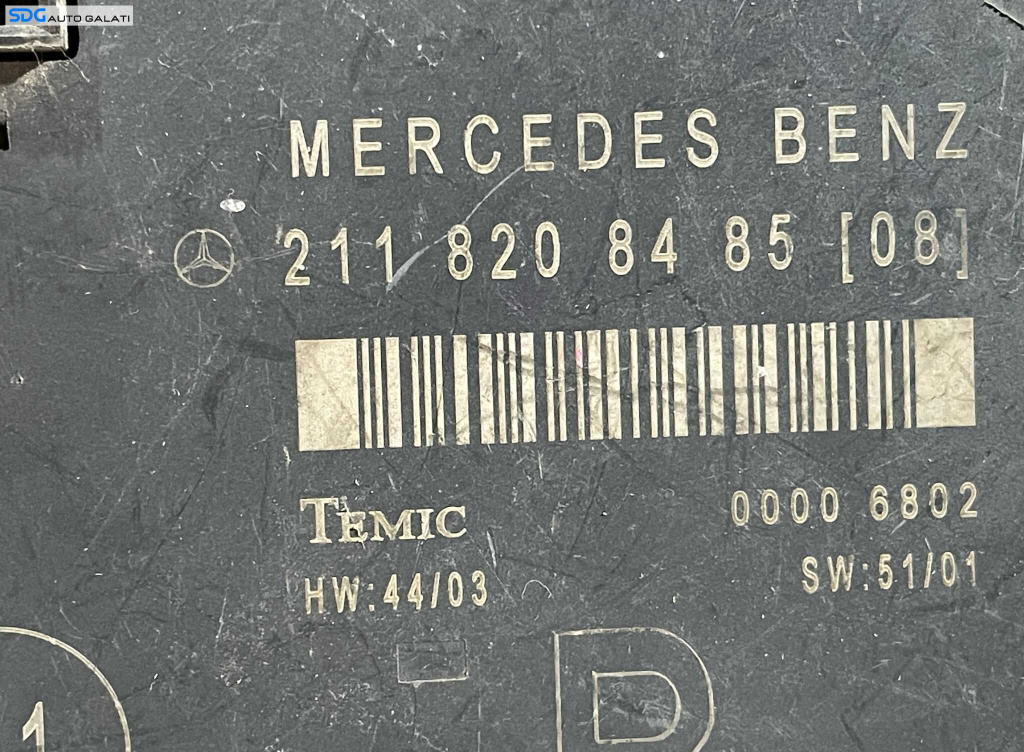 SDG AUTO GALATI
MERCEDES BENZ
211 820 84 85 [08]
TEMIC
0000 6802
HW:44/03
SW:51/01
1
D